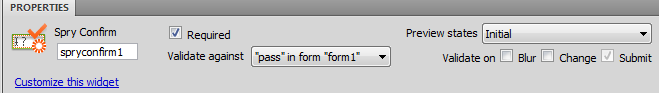 PROPERTIES
Spry Confirm
spryconfirm1
Customize this widget
Required
Validate against "pass" in form "form1"
Preview states Initial
Validate on Blur Change Submit